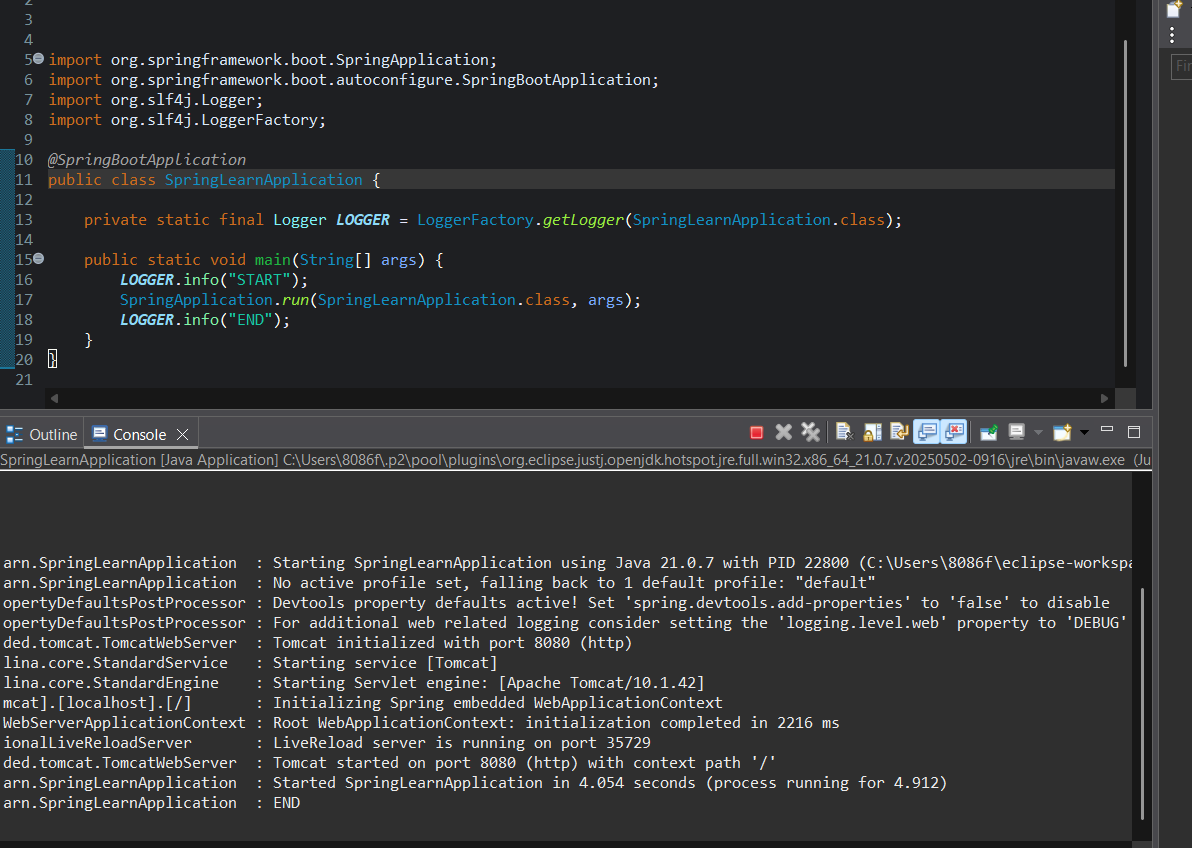 2
3
4
5 import org.springframework.boot.SpringApplication;
6 import org.springframework.boot.autoconfigure.SpringBootApplication;
7 import org.slf4j.Logger;
8 import org.slf4j.LoggerFactory;
9
10 @SpringBootApplication
11 public class SpringLearnApplication {
12
13     private static final Logger LOGGER = LoggerFactory.getLogger(SpringLearnApplication.class);
14
15     public static void main(String[] args) {
16         LOGGER.info("START");
17         SpringApplication.run(SpringLearnApplication.class, args);
18         LOGGER.info("END");
19     }
20 }
21
Fin
Outline Console
SpringLearnApplication [Java Application] C:\Users\8086f\.p2\pool\plugins\org.eclipse.justj.openjdk.hotspot.jre.full.win32.x86_64_21.0.7.v20250502-0916\jre\bin\javaw.exe (Ju
arn.SpringLearnApplication  : Starting SpringLearnApplication using Java 21.0.7 with PID 22800 (C:\Users\8086f\eclipse-workspa
arn.SpringLearnApplication  : No active profile set, falling back to 1 default profile: "default"
opertyDefaultsPostProcessor : Devtools property defaults active! Set 'spring.devtools.add-properties' to 'false' to disable
opertyDefaultsPostProcessor : For additional web related logging consider setting the 'logging.level.web' property to 'DEBUG'
ded.tomcat.TomcatWebServer  : Tomcat initialized with port 8080 (http)
lina.core.StandardService   : Starting service [Tomcat]
lina.core.StandardEngine    : Starting Servlet engine: [Apache Tomcat/10.1.42]
mcat].[localhost].[/]       : Initializing Spring embedded WebApplicationContext
WebServerApplicationContext : Root WebApplicationContext: initialization completed in 2216 ms
ionalLiveReloadServer       : LiveReload server is running on port 35729
ded.tomcat.TomcatWebServer  : Tomcat started on port 8080 (http) with context path '/'
arn.SpringLearnApplication  : Started SpringLearnApplication in 4.054 seconds (process running for 4.912)
arn.SpringLearnApplication  : END